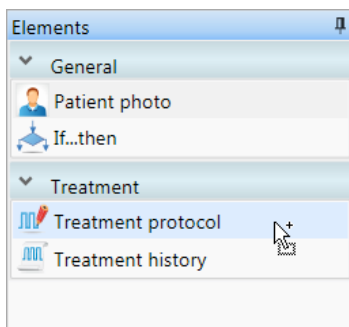 Elements
General
Patient photo
If...then
Treatment
Treatment protocol
Treatment history